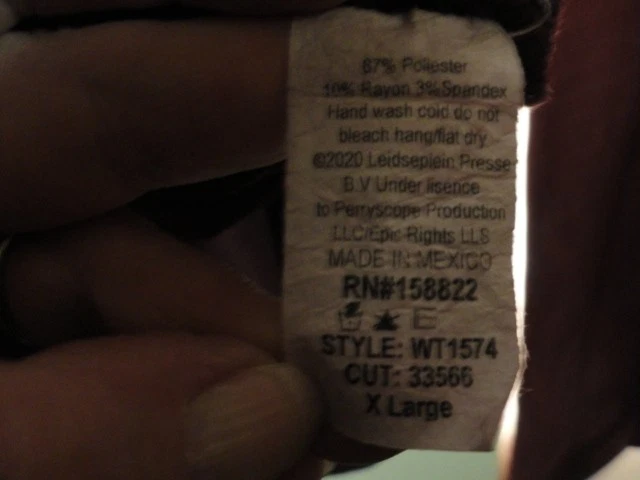 87% Poliester
10% Rayon 3%Spandex
Hand wash cold do not
bleach hang/flat dry
©2020 Leidseplein Presse
B.V Under lisence
to Perryscope Production
LLC/Epic Rights LLS
MADE IN MEXICO
RN#158822
E
STYLE: WT1574
CUT: 33566
X Large